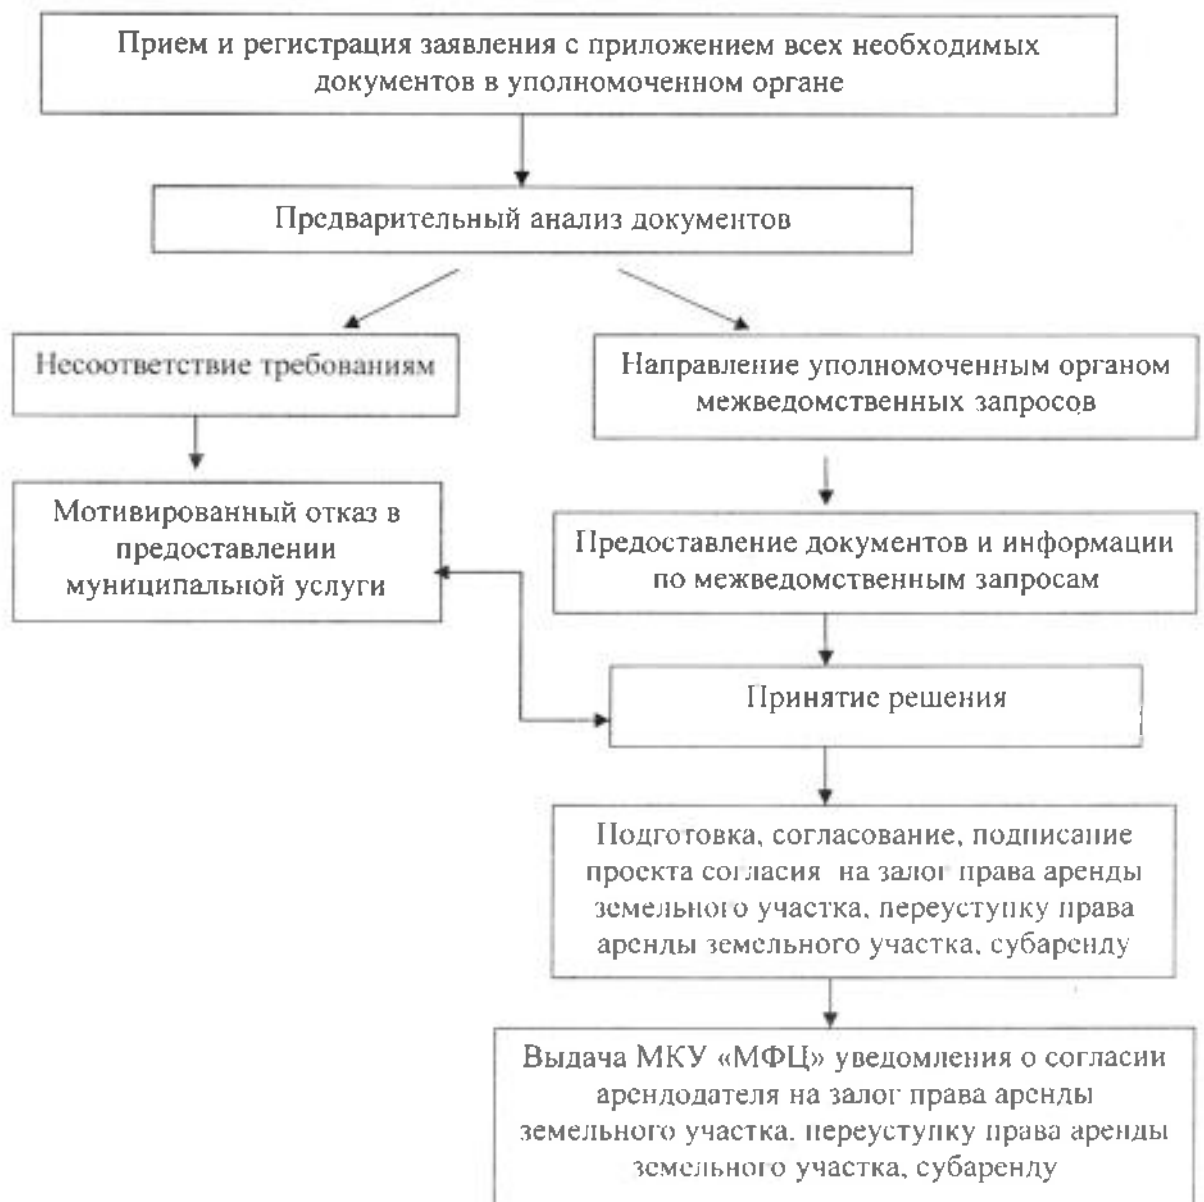 Прием и регистрация заявления с приложением всех необходимых
документов в уполномоченном органе
Предварительный анализ документов
Несоответствие требованиям
Направление уполномоченным органом
межведомственных запросов
Мотивированный отказ в
предоставлении
муниципальной услуги
Предоставление документов и информации
по межведомственным запросам
Принятие решения
Подготовка, согласование, подписание
проекта согласия на залог права аренды
земельного участка, переуступку права
аренды земельного участка, субаренду
Выдача МКУ «МФЦ» уведомления о согласии
арендодателя на залог права аренды
земельного участка, переуступку права аренды
земельного участка, субаренду